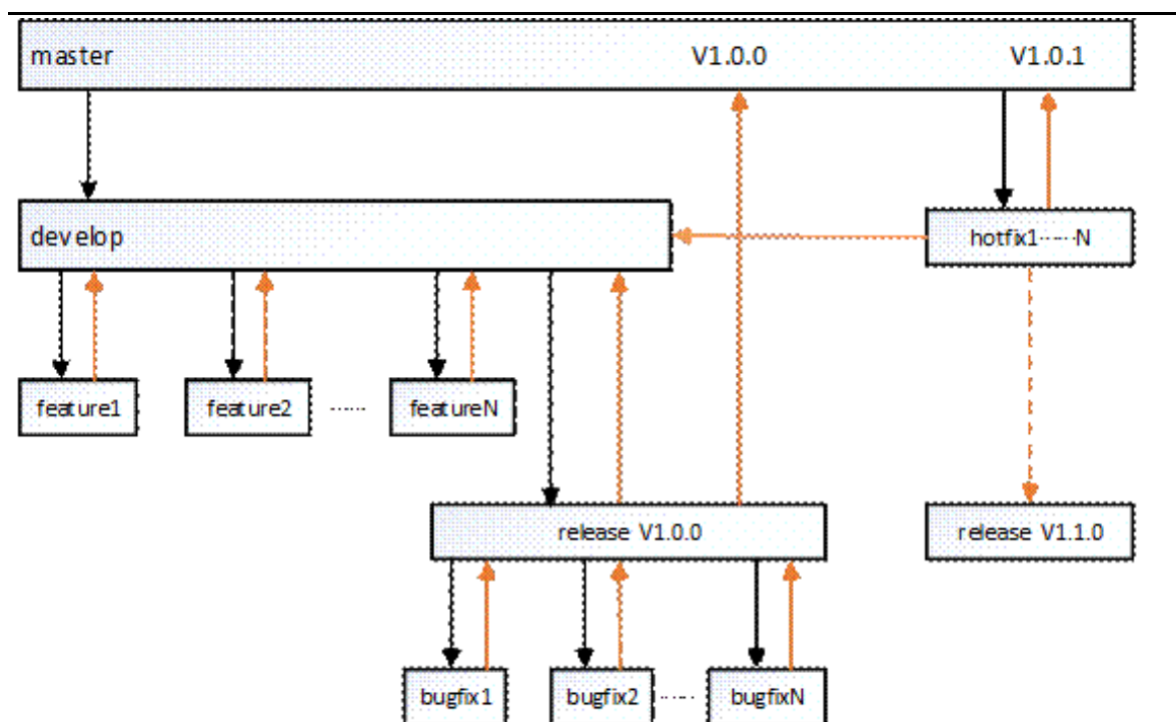 master V1.0.0 V1.0.1
develop
hotfix1······N
feature1 feature2 ······ featureN
release V1.0.0
release V1.1.0
bugfix1 bugfix2 ······ bugfixN